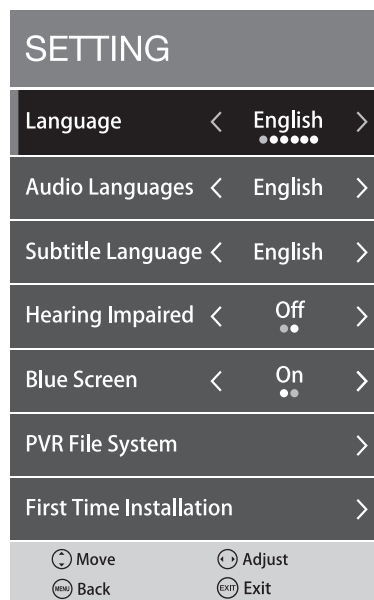 SETTING
Language < English >
Audio Languages < English >
Subtitle Language < English >
Hearing Impaired < Off >
Blue Screen < On >
PVR File System >
First Time Installation >
Move Adjust
MENU Back EXIT Exit